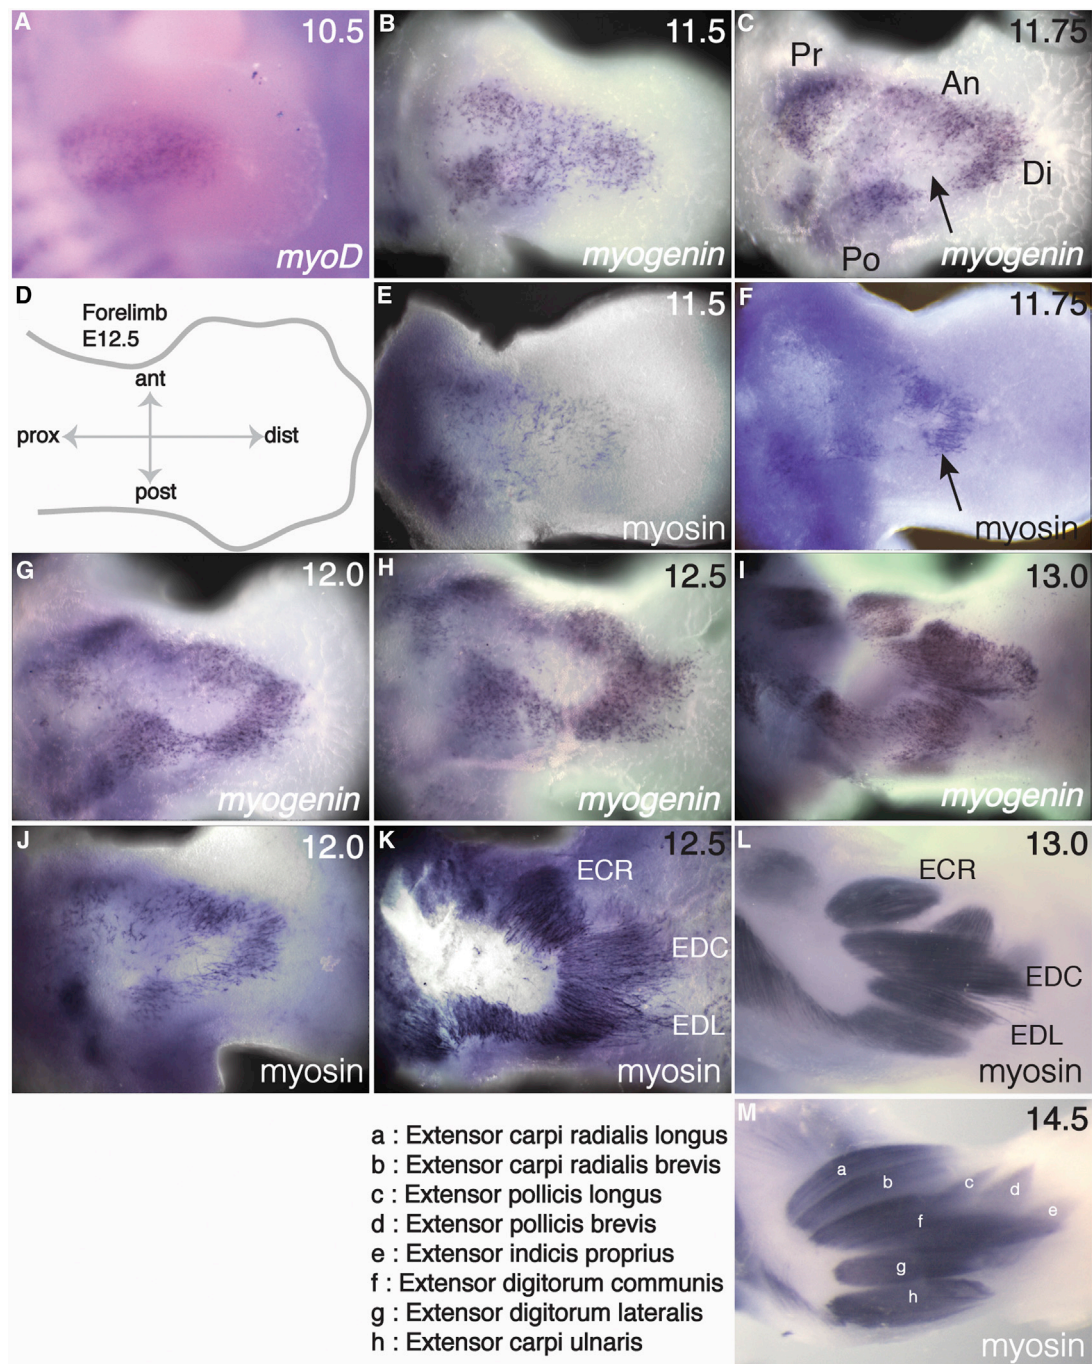 A
10.5
myoD
B
11.5
myogenin
C
11.75
Pr
An
Di
Po
myogenin
D
Forelimb
E12.5
ant
prox
dist
post
E
11.5
myosin
F
11.75
myosin
G
12.0
myogenin
H
12.5
myogenin
I
13.0
myogenin
J
12.0
myosin
K
12.5
ECR
EDC
EDL
myosin
L
13.0
ECR
EDC
EDL
myosin
a : Extensor carpi radialis longus
b : Extensor carpi radialis brevis
c : Extensor pollicis longus
d : Extensor pollicis brevis
e : Extensor indicis proprius
f : Extensor digitorum communis
g : Extensor digitorum lateralis
h : Extensor carpi ulnaris
M
14.5
a
b
c
d
e
f
g
h
myosin